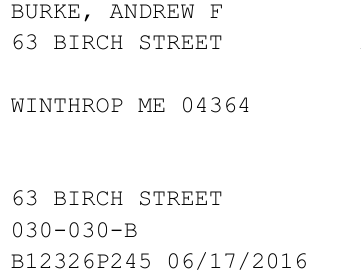 BURKE, ANDREW F
63 BIRCH STREET
WINTHROP ME 04364
63 BIRCH STREET
030-030-B
B12326P245 06/17/2016